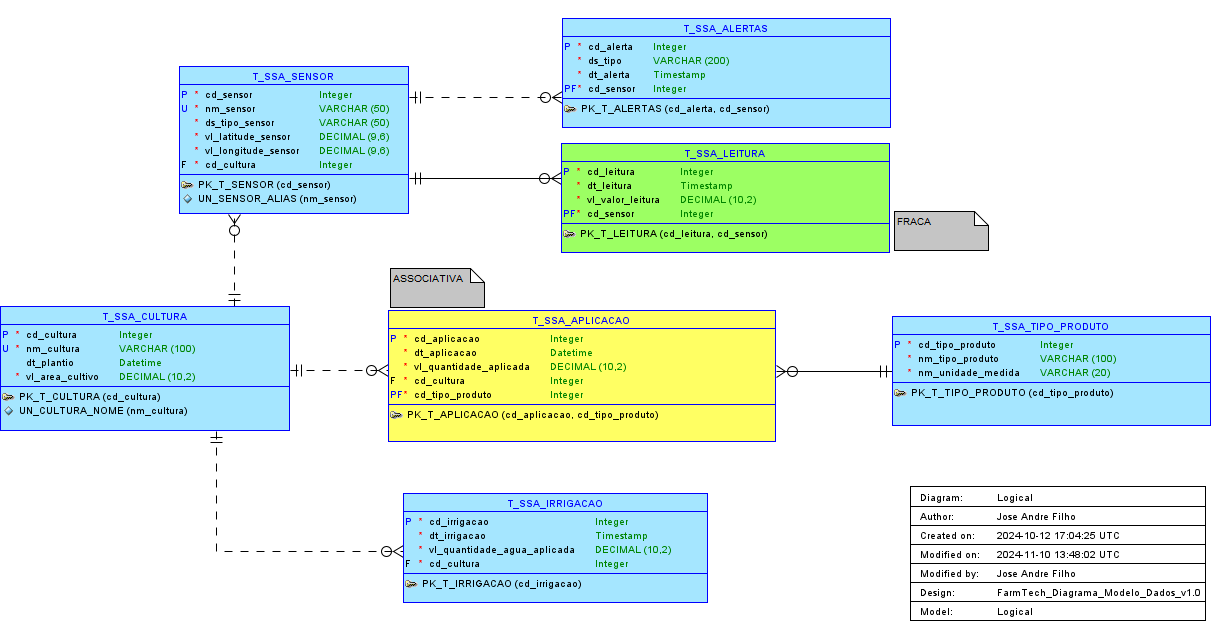 T_SSA_ALERTAS
P * cd_alerta Integer
* ds_tipo VARCHAR (200)
* dt_alerta Timestamp
PF* cd_sensor Integer
PK_T_ALERTAS (cd_alerta, cd_sensor)
T_SSA_SENSOR
P * cd_sensor Integer
U * nm_sensor VARCHAR (50)
* ds_tipo_sensor VARCHAR (50)
* vl_latitude_sensor DECIMAL (9,6)
* vl_longitude_sensor DECIMAL (9,6)
F * cd_cultura Integer
PK_T_SENSOR (cd_sensor)
UN_SENSOR_ALIAS (nm_sensor)
T_SSA_LEITURA
P * cd_leitura Integer
* dt_leitura Timestamp
* vl_valor_leitura DECIMAL (10,2)
PF* cd_sensor Integer
PK_T_LEITURA (cd_leitura, cd_sensor)
FRACA
ASSOCIATIVA
T_SSA_CULTURA
P * cd_cultura Integer
U * nm_cultura VARCHAR (100)
dt_plantio Datetime
* vl_area_cultivo DECIMAL (10,2)
PK_T_CULTURA (cd_cultura)
UN_CULTURA_NOME (nm_cultura)
T_SSA_APLICACAO
P * cd_aplicacao Integer
* dt_aplicacao Datetime
* vl_quantidade_aplicada DECIMAL (10,2)
F * cd_cultura Integer
PF* cd_tipo_produto Integer
PK_T_APLICACAO (cd_aplicacao, cd_tipo_produto)
T_SSA_TIPO_PRODUTO
P * cd_tipo_produto Integer
* nm_tipo_produto VARCHAR (100)
* nm_unidade_medida VARCHAR (20)
PK_T_TIPO_PRODUTO (cd_tipo_produto)
T_SSA_IRRIGACAO
P * cd_irrigacao Integer
* dt_irrigacao Timestamp
* vl_quantidade_agua_aplicada DECIMAL (10,2)
F * cd_cultura Integer
PK_T_IRRIGACAO (cd_irrigacao)
Diagram: Logical
Author: Jose Andre Filho
Created on: 2024-10-12 17:04:25 UTC
Modified on: 2024-11-10 13:48:02 UTC
Modified by: Jose Andre Filho
Design: FarmTech_Diagrama_Modelo_Dados_v1.0
Model: Logical